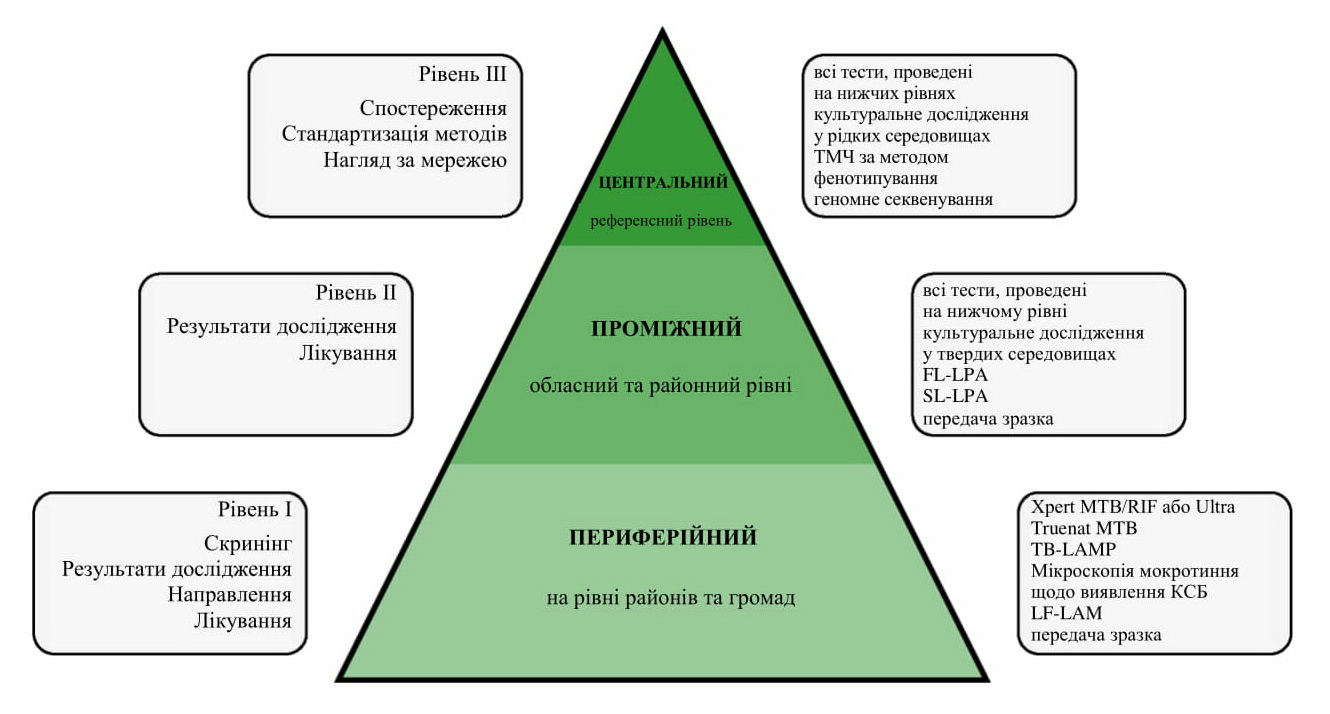 Рівень III
Спостереження
Стандартизація методів
Нагляд за мережею
ЦЕНТРАЛЬНИЙ
референсний рівень
всі тести, проведені
на нижчих рівнях
культуральне дослідження
у рідких середовищах
ТМЧ за методом
фенотипування
геномне секвенування
Рівень II
Результати дослідження
Лікування
ПРОМІЖНИЙ
обласний та районний рівні
всі тести, проведені
на нижчому рівні
культуральне дослідження
у твердих середовищах
FL-LPA
SL-LPA
передача зразка
Рівень I
Скринінг
Результати дослідження
Направлення
Лікування
ПЕРИФЕРІЙНИЙ
на рівні районів та громад
Xpert MTB/RIF або Ultra
Truenat MTB
TB-LAMP
Мікроскопія мокротиння
щодо виявлення КСБ
LF-LAM
передача зразка